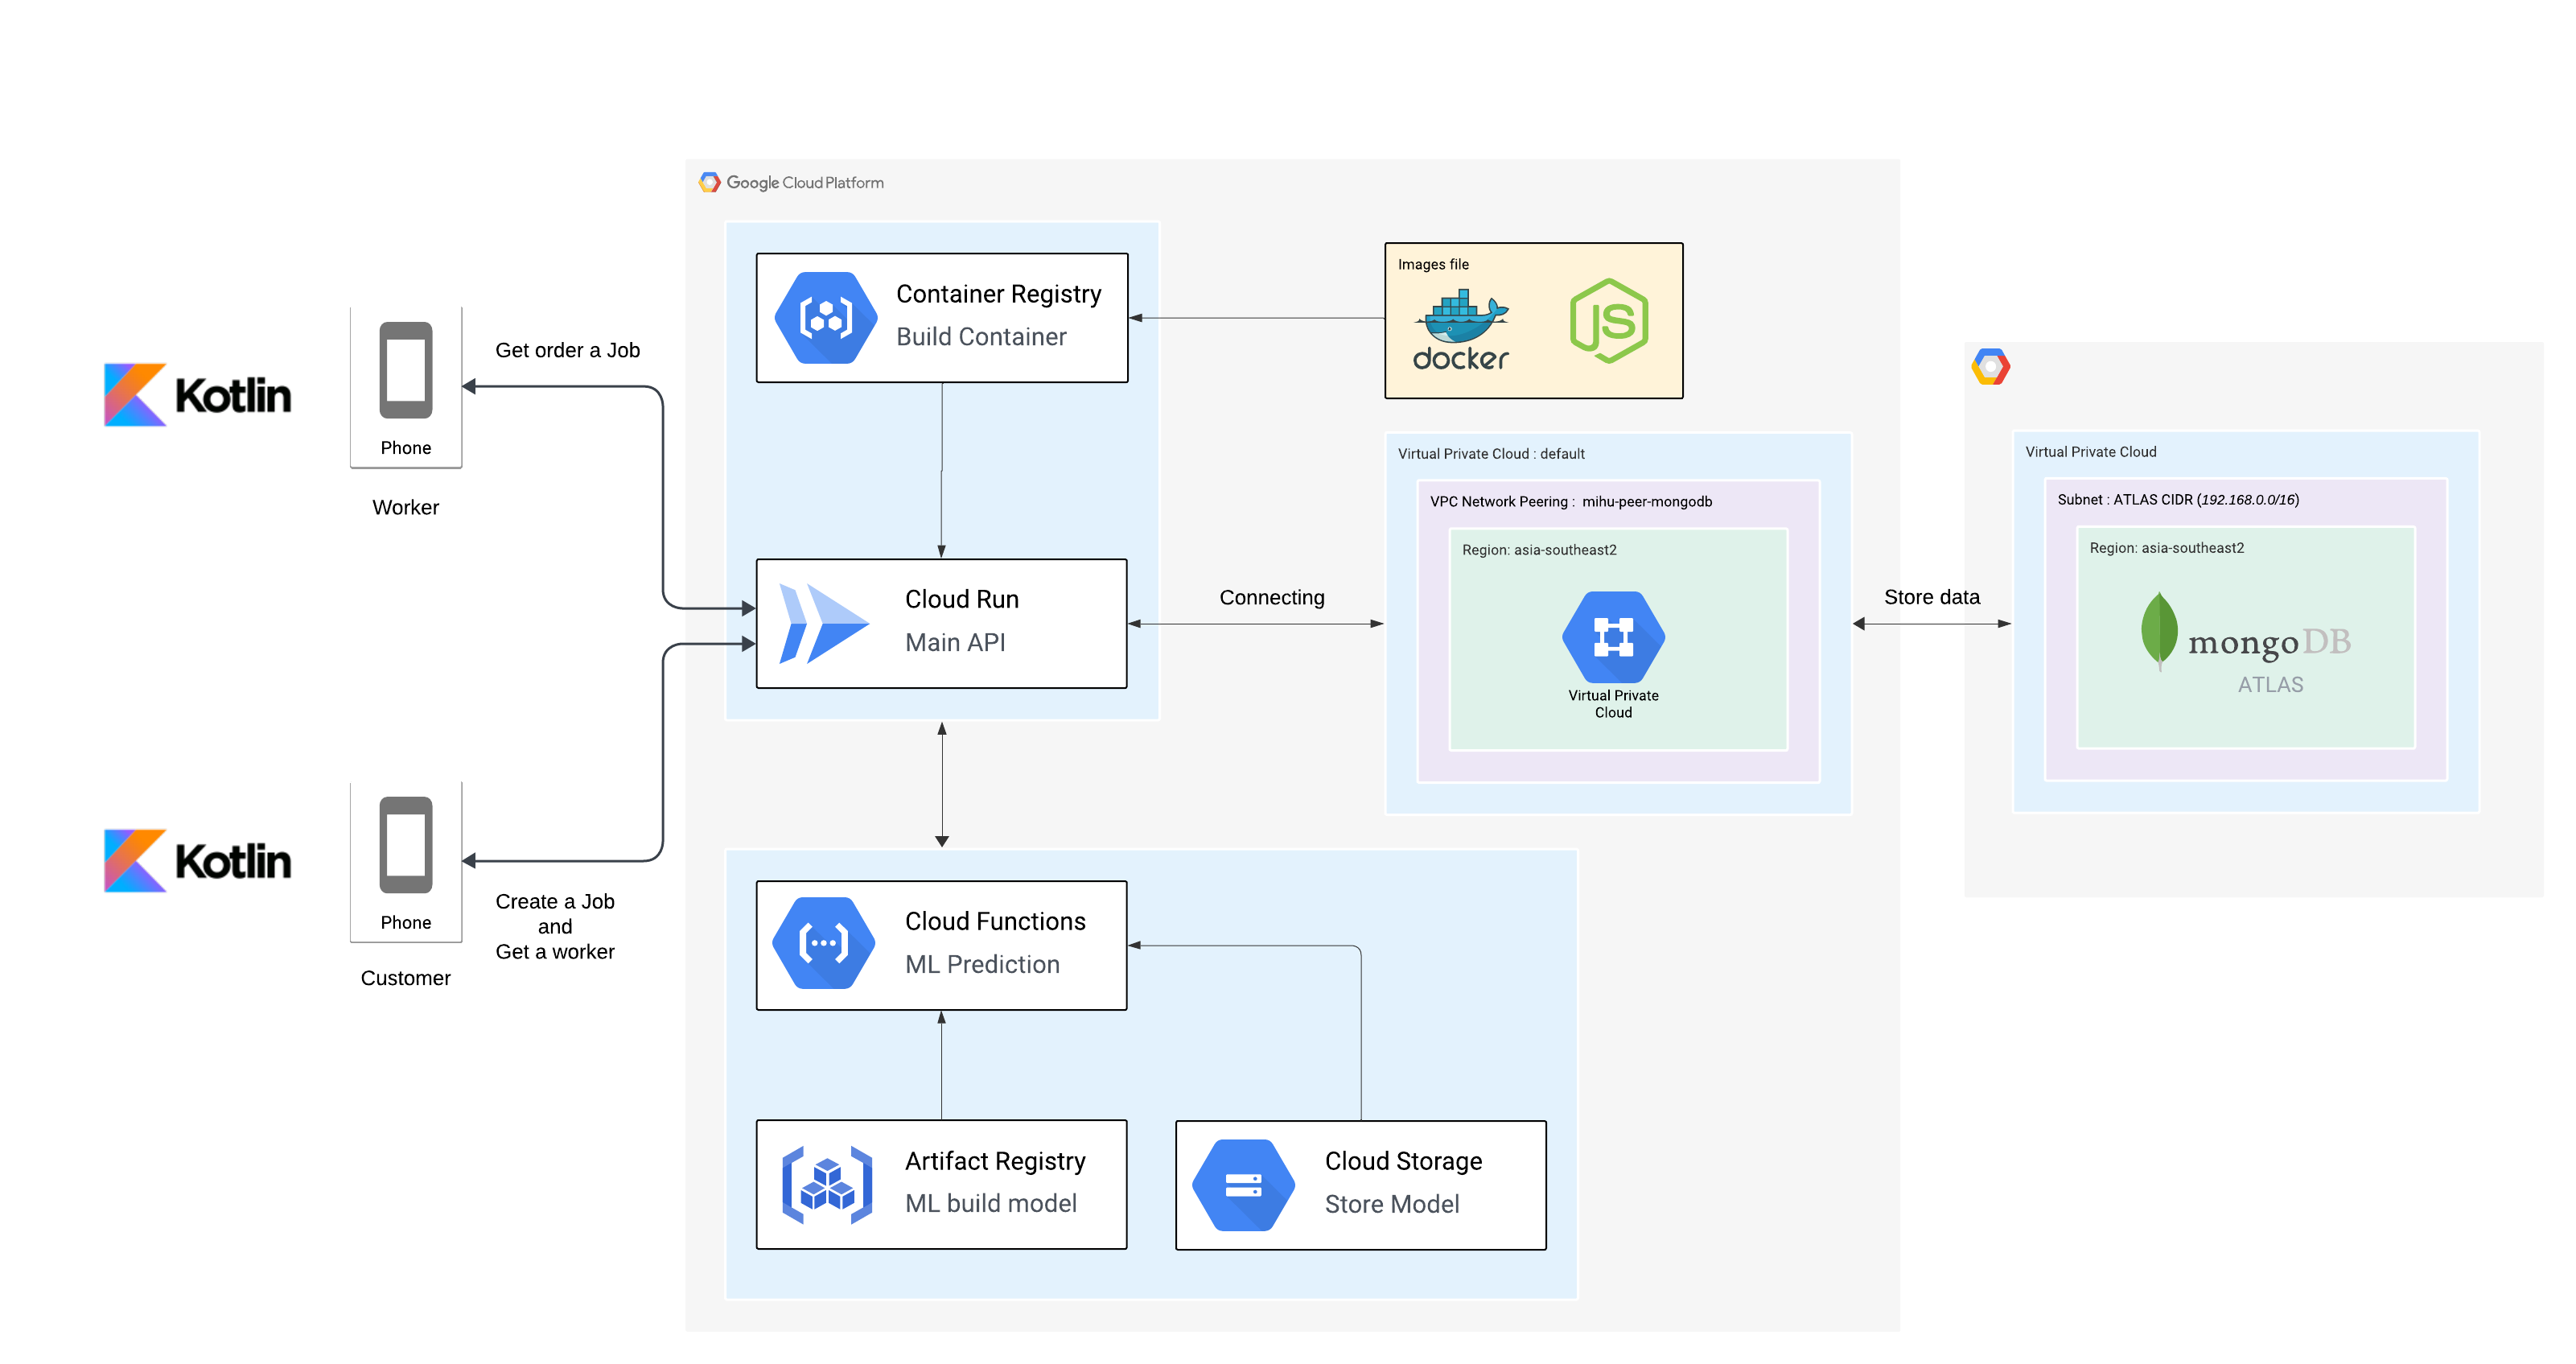 Google Cloud Platform
Container Registry
Build Container
Images file
docker
JS
Get order a Job
Kotlin
Phone
Worker
Virtual Private Cloud : default
VPC Network Peering : mihu-peer-mongodb
Region: asia-southeast2
Virtual Private
Cloud
Virtual Private Cloud
Subnet : ATLAS CIDR (192.168.0.0/16)
Region: asia-southeast2
mongoDB
ATLAS
Cloud Run
Main API
Connecting
Store data
Kotlin
Phone
Customer
Create a Job
and
Get a worker
Cloud Functions
ML Prediction
Artifact Registry
ML build model
Cloud Storage
Store Model